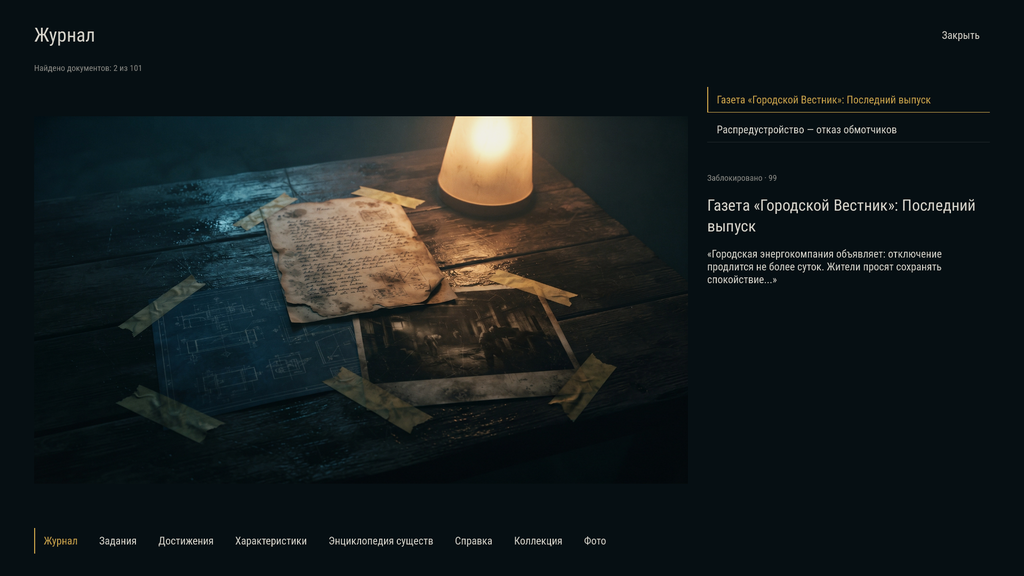 Журнал
Закрыть
Найдено документов: 2 из 101
Газета «Городской Вестник»: Последний выпуск
Распредустройство — отказ обмотчиков
Заблокировано · 99
Газета «Городской Вестник»: Последний
выпуск
«Городская энергокомпания объявляет: отключение
продлится не более суток. Жители просят сохранять
спокойствие...»
Журнал
Задания
Достижения
Характеристики
Энциклопедия существ
Справка
Коллекция
Фото